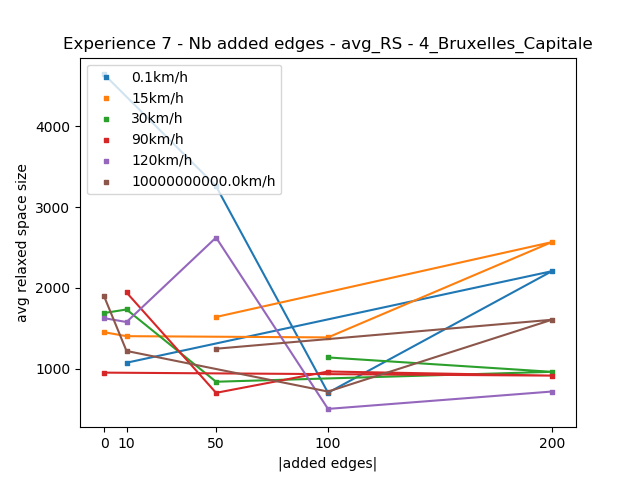 Experience 7 - Nb added edges - avg_RS - 4_Bruxelles_Capitale
0.1km/h
15km/h
30km/h
90km/h
120km/h
10000000000.0km/h
avg relaxed space size
4000
3000
2000
1000
0 10 50 100 200
|added edges|